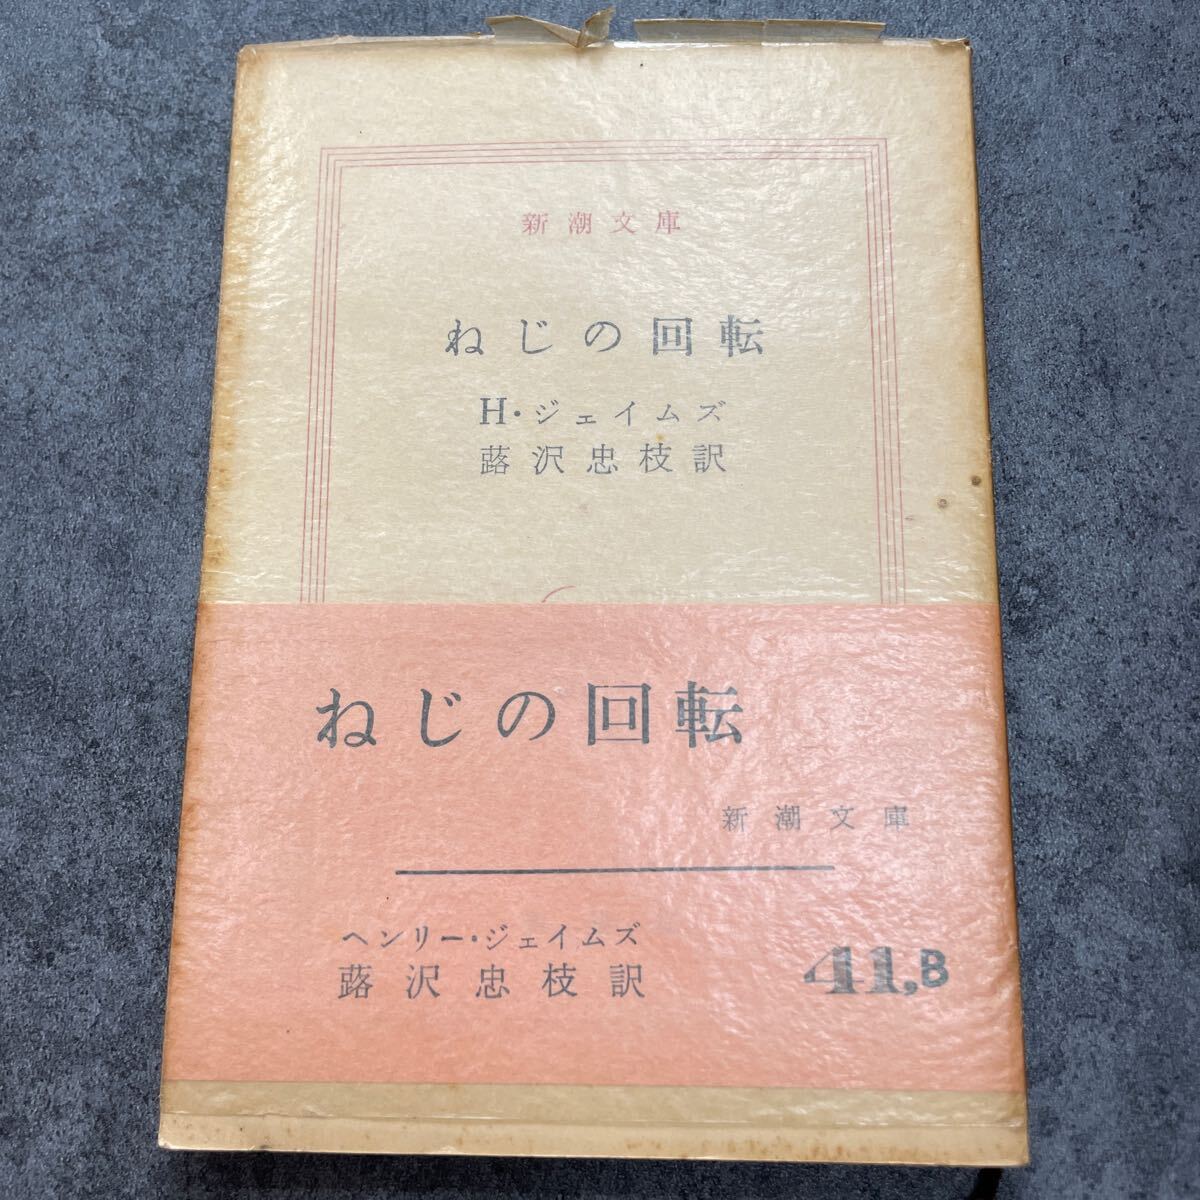 新潮文庫
ねじの回転
H・ジェイムズ
蕗沢忠枝訳
ねじの回転
新潮文庫
ヘンリー・ジェイムズ
蕗沢忠枝訳
41,B